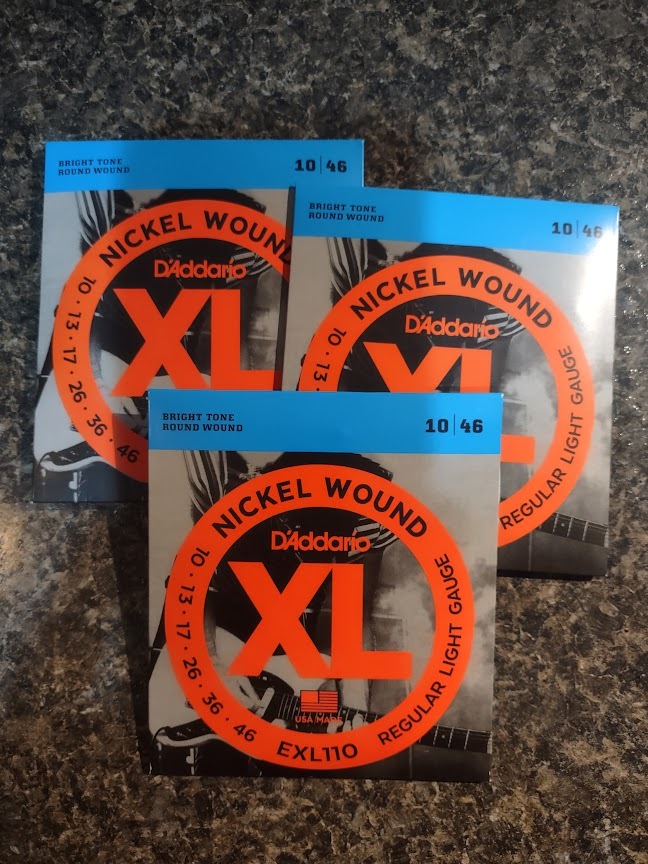 BRIGHT TONE
ROUND WOUND
10|46
NICKEL WOUND
D'Addario
XL
10 · 13 · 17 · 26 · 36 · 46
BRIGHT TONE
ROUND WOUND
10|46
NICKEL WOUND
D'Addario
XL
10 · 13 ·
REGULAR LIGHT GAUGE
BRIGHT TONE
ROUND WOUND
10|46
NICKEL WOUND
D'Addario
XL
10 · 13 · 17 · 26 · 36 · 46
USA MADE
EXL110
REGULAR LIGHT GAUGE